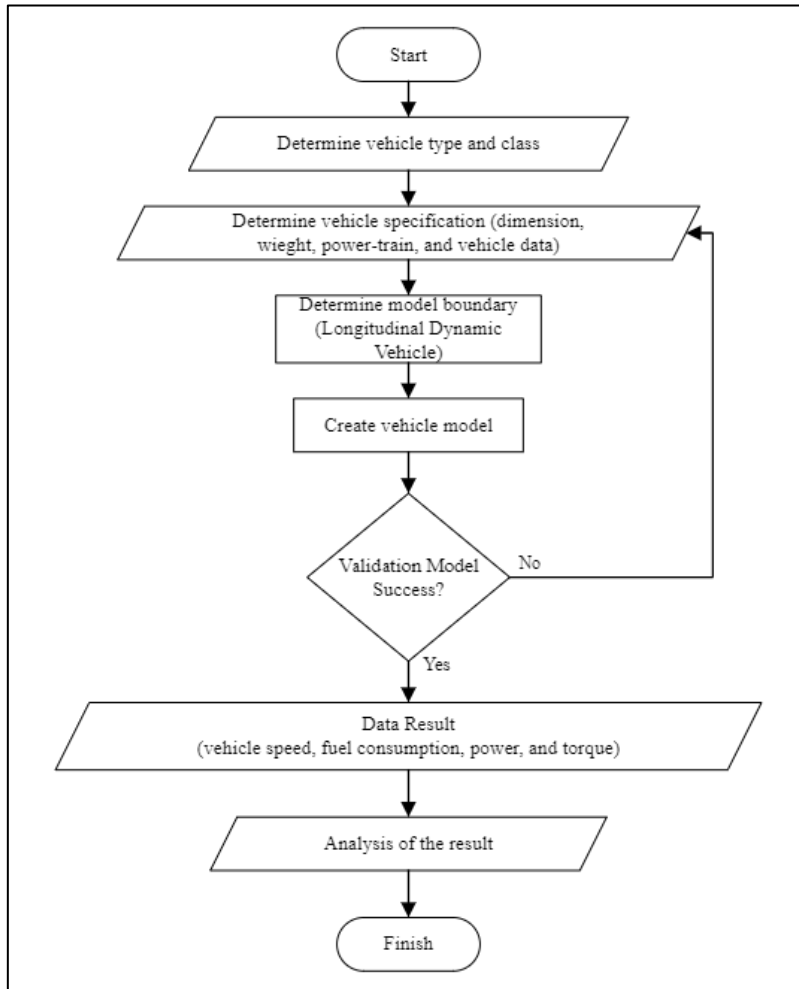 Start
Determine vehicle type and class
Determine vehicle specification (dimension,
wieght, power-train, and vehicle data)
Determine model boundary
(Longitudinal Dynamic
Vehicle)
Create vehicle model
Validation Model
Success?
No
Yes
Data Result
(vehicle speed, fuel consumption, power, and torque)
Analysis of the result
Finish